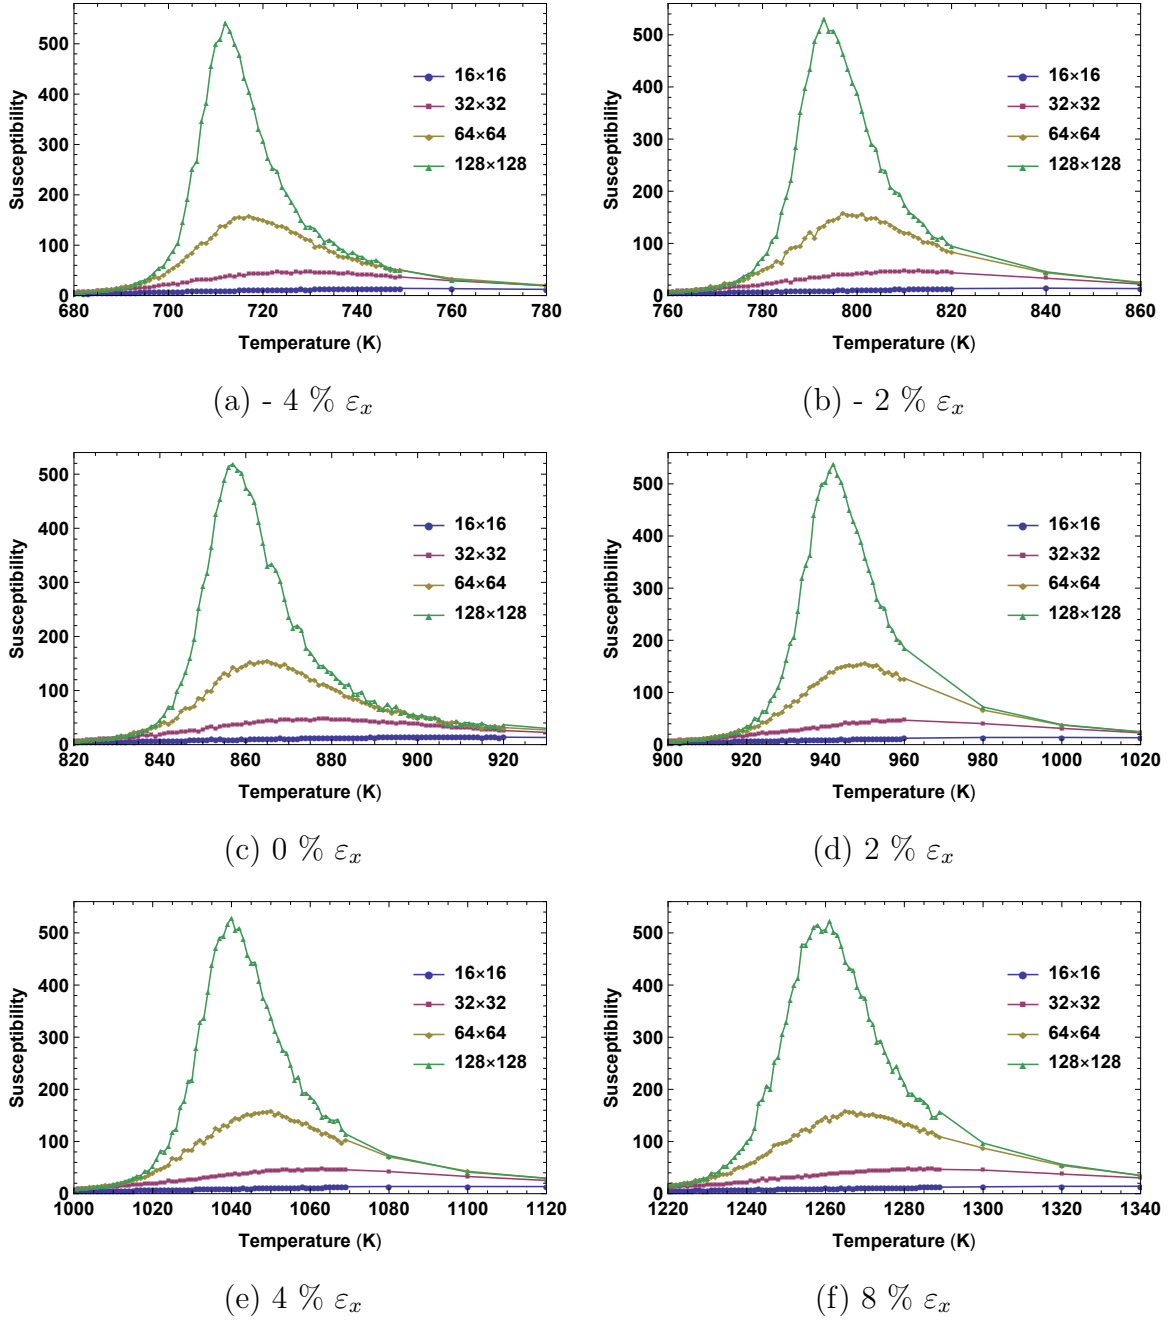 500
400
300
200
100
0
Susceptibility
16×16
32×32
64×64
128×128
680 700 720 740 760 780
Temperature (K)
(a) - 4 % εx
500
400
300
200
100
0
Susceptibility
16×16
32×32
64×64
128×128
760 780 800 820 840 860
Temperature (K)
(b) - 2 % εx
500
400
300
200
100
0
Susceptibility
16×16
32×32
64×64
128×128
820 840 860 880 900 920
Temperature (K)
(c) 0 % εx
500
400
300
200
100
0
Susceptibility
16×16
32×32
64×64
128×128
900 920 940 960 980 1000 1020
Temperature (K)
(d) 2 % εx
500
400
300
200
100
0
Susceptibility
16×16
32×32
64×64
128×128
1000 1020 1040 1060 1080 1100 1120
Temperature (K)
(e) 4 % εx
500
400
300
200
100
0
Susceptibility
16×16
32×32
64×64
128×128
1220 1240 1260 1280 1300 1320 1340
Temperature (K)
(f) 8 % εx